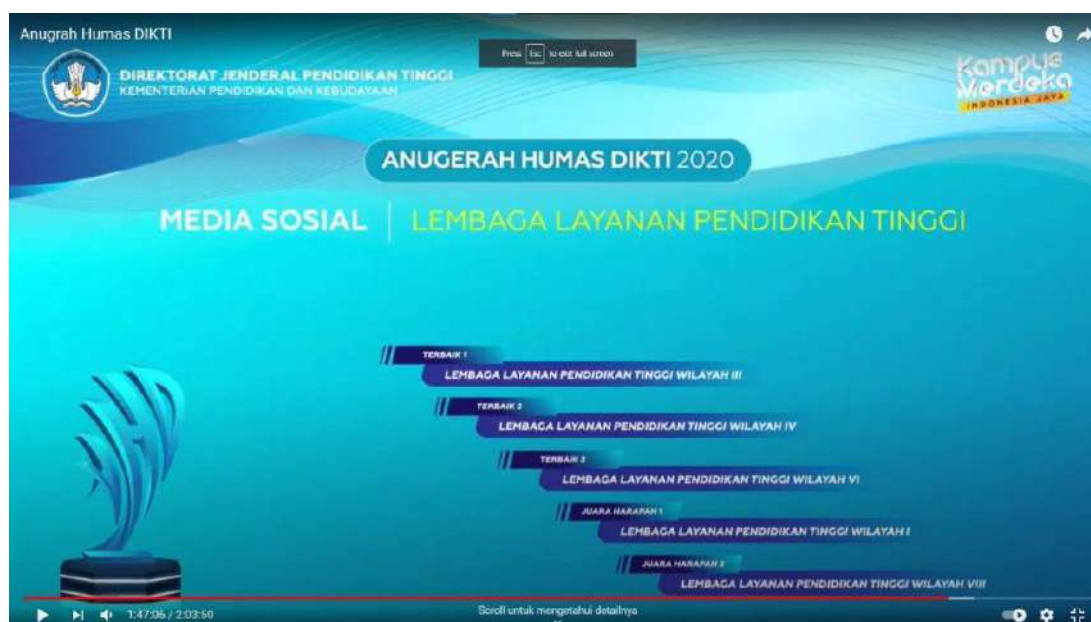 Anugrah Humas DIKTI
Press Esc to exit full screen
DIREKTORAT JENDERAL PENDIDIKAN TINGGI
KEMENTERIAN PENDIDIKAN DAN KEBUDAYAAN
Kampus
Merdeka
INDONESIA JAYA
ANUGERAH HUMAS DIKTI 2020
MEDIA SOSIAL | LEMBAGA LAYANAN PENDIDIKAN TINGGI
TERBAIK 1
LEMBAGA LAYANAN PENDIDIKAN TINGGI WILAYAH III
TERBAIK 2
LEMBAGA LAYANAN PENDIDIKAN TINGGI WILAYAH IV
TERBAIK 3
LEMBAGA LAYANAN PENDIDIKAN TINGGI WILAYAH VI
JUARA HARAPAN 1
LEMBAGA LAYANAN PENDIDIKAN TINGGI WILAYAH I
JUARA HARAPAN 2
LEMBAGA LAYANAN PENDIDIKAN TINGGI WILAYAH VIII
1:47:05 / 2:03:50
Scroll untuk mengetahui detailnya